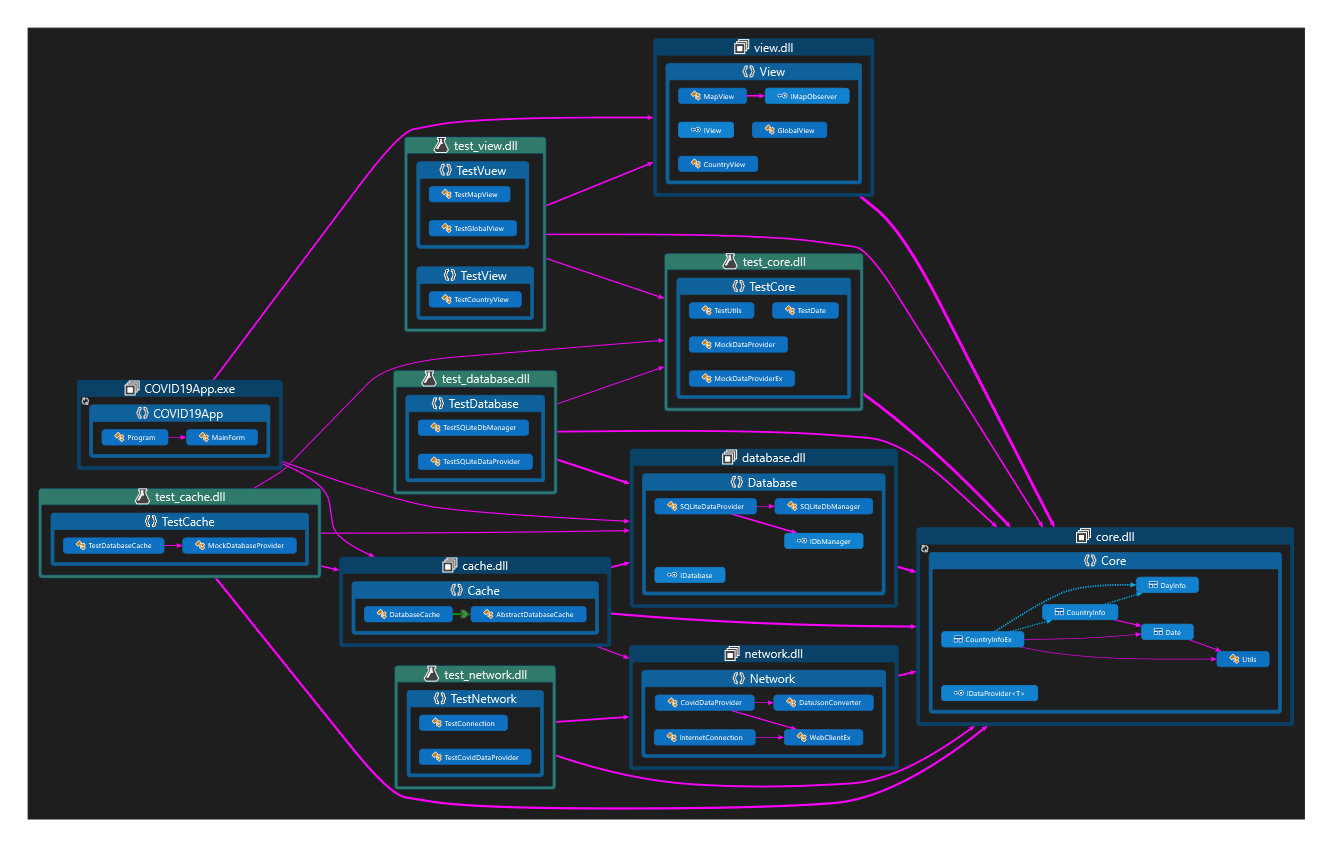 view.dll
View
MapView
IMapObserver
IView
GlobalView
CountryView
test_view.dll
TestVuew
TestMapView
TestGlobalView
TestView
TestCountryView
test_core.dll
TestCore
TestUtils
TestDate
MockDataProvider
MockDataProviderEx
COVID19App.exe
COVID19App
Program
MainForm
test_database.dll
TestDatabase
TestSQLiteDbManager
TestSQLiteDataProvider
database.dll
Database
SQLiteDataProvider
SQLiteDbManager
IDbManager
IDatabase
test_cache.dll
TestCache
TestDatabaseCache
MockDatabaseProvider
cache.dll
Cache
DatabaseCache
AbstractDatabaseCache
core.dll
Core
DayInfo
CountryInfo
CountryInfoEx
Date
Utils
IDataProvider<T>
network.dll
Network
CovidDataProvider
DateJsonConverter
InternetConnection
WebClientEx
test_network.dll
TestNetwork
TestConnection
TestCovidDataProvider